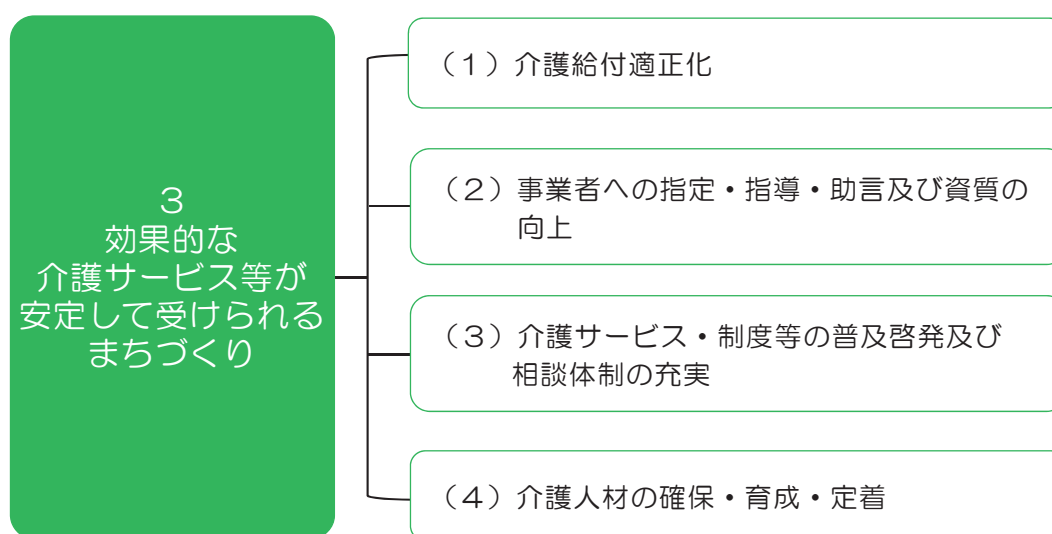 3
効果的な
介護サービス等が
安定して受けられる
まちづくり
（1）介護給付適正化
（2）事業者への指定・指導・助言及び資質の
向上
（3）介護サービス・制度等の普及啓発及び
相談体制の充実
（4）介護人材の確保・育成・定着